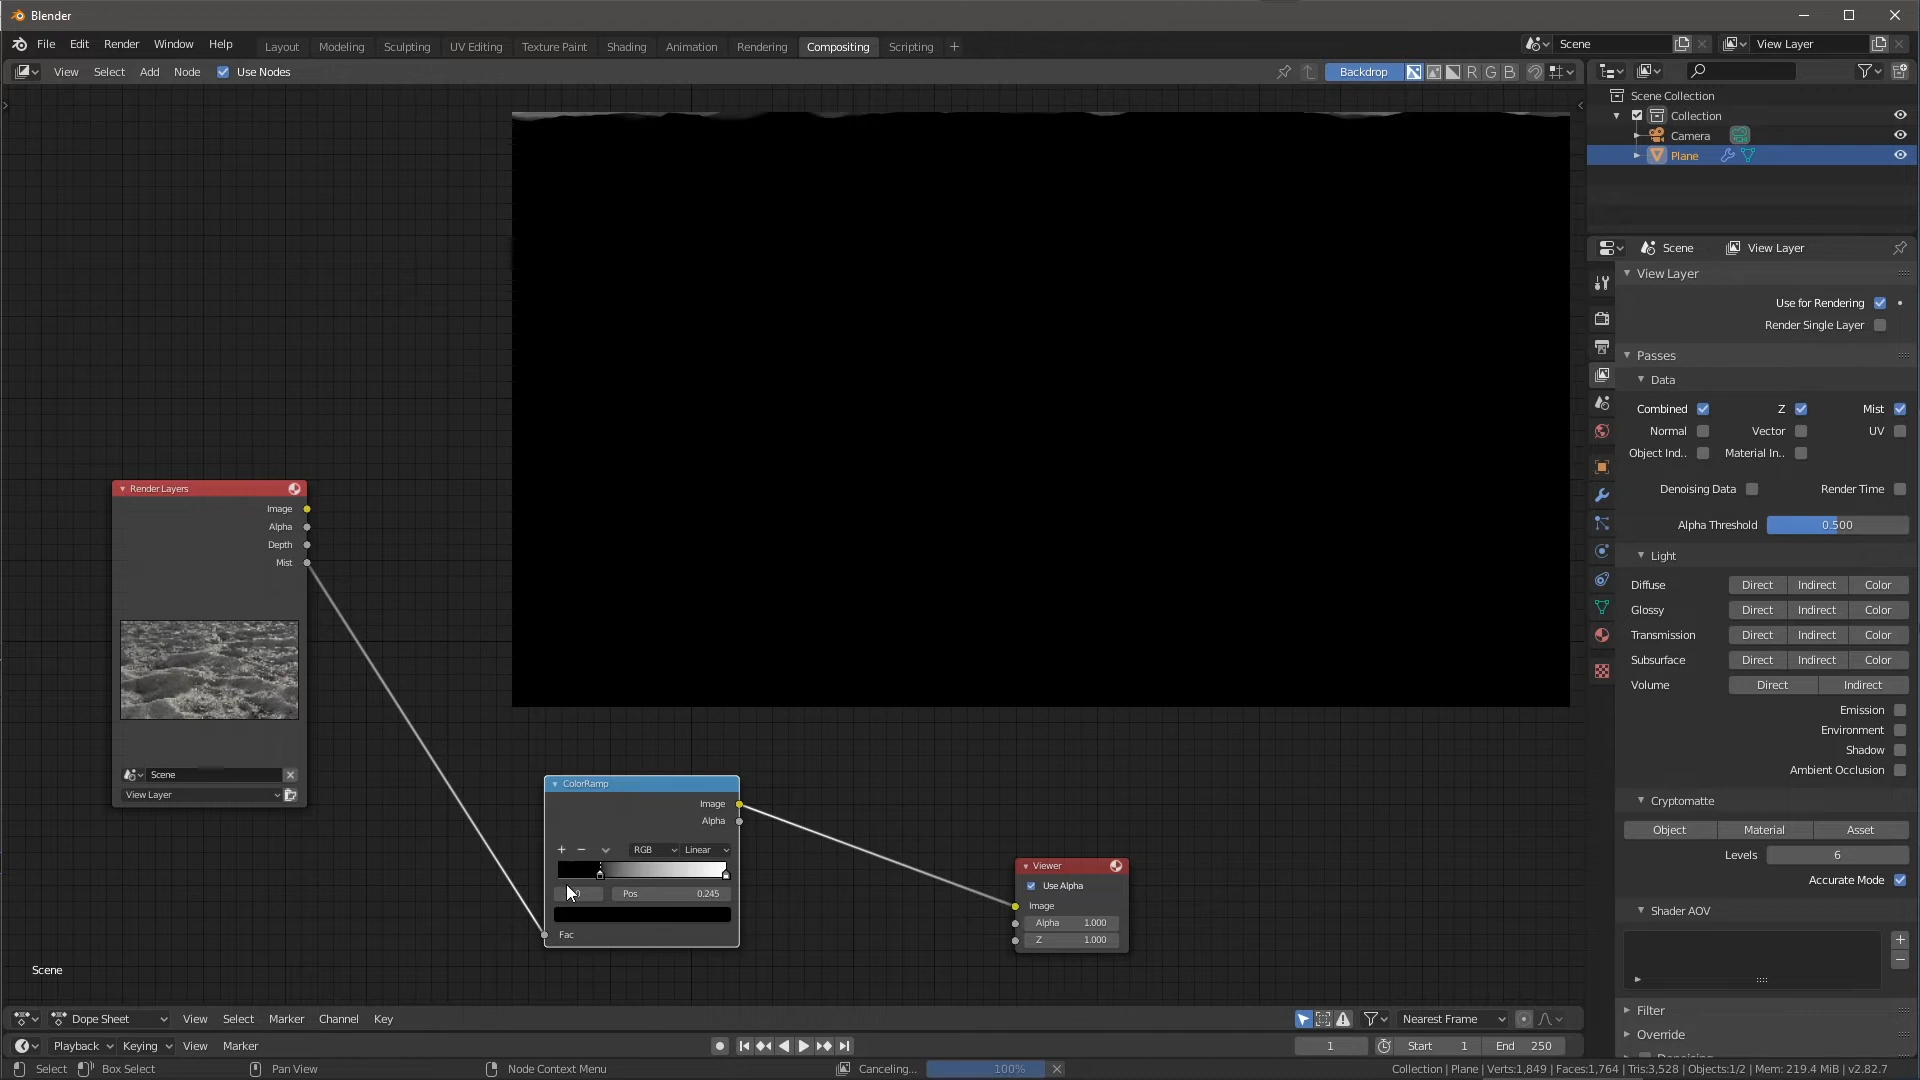 Blender
File Edit Render Window Help Layout Modeling Sculpting UV Editing Texture Paint Shading Animation Rendering Compositing Scripting + Scene View Layer
View Select Add Node Use Nodes Backdrop R G B
Scene Collection
Collection
Camera
Plane
Scene View Layer
View Layer
Use for Rendering
Render Single Layer
Passes
Data
Combined Z Mist
Normal Vector UV
Object Ind.. Material In..
Denoising Data Render Time
Alpha Threshold 0.500
Light
Diffuse Direct Indirect Color
Glossy Direct Indirect Color
Transmission Direct Indirect Color
Subsurface Direct Indirect Color
Volume Direct Indirect
Emission
Environment
Shadow
Ambient Occlusion
Cryptomatte
Object Material Asset
Levels 6
Accurate Mode
Shader AOV
Filter
Override
Render Layers
Image
Alpha
Depth
Mist
Scene
View Layer
ColorRamp
Image
Alpha
RGB Linear
Pos 0.245
Fac
Viewer
Use Alpha
Image
Alpha 1.000
Z 1.000
Scene
Dope Sheet View Select Marker Channel Key Nearest Frame
Playback Keying View Marker 1 Start 1 End 250
Select Box Select Pan View Node Context Menu Canceling... 100% Collection | Plane | Verts:1,849 | Faces:1,764 | Tris:3,528 | Objects:1/2 | Mem: 219.4 MiB | v2.82.7